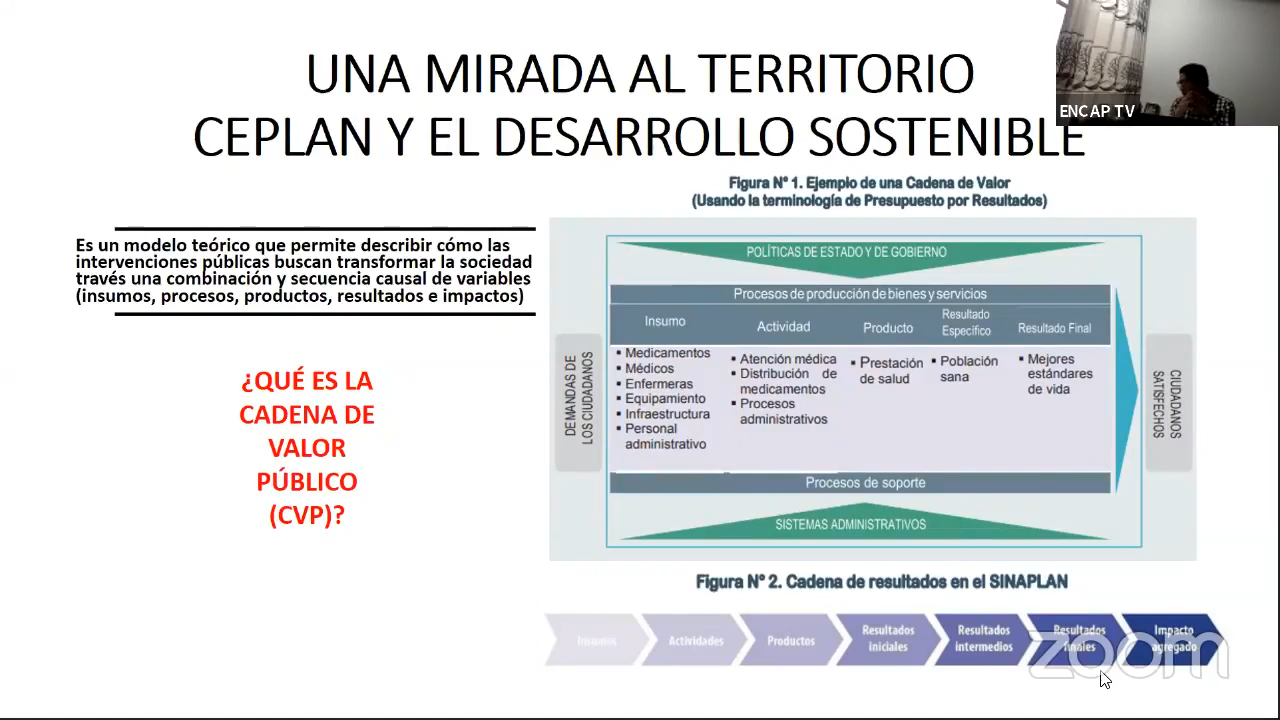 UNA MIRADA AL TERRITORIO
CEPLAN Y EL DESARROLLO SOSTENIBLE
ENCAP TV
Es un modelo teórico que permite describir cómo las
intervenciones públicas buscan transformar la sociedad
través una combinación y secuencia causal de variables
(insumos, procesos, productos, resultados e impactos)
¿QUÉ ES LA
CADENA DE
VALOR
PÚBLICO
(CVP)?
Figura N° 1. Ejemplo de una Cadena de Valor
(Usando la terminología de Presupuesto por Resultados)
POLÍTICAS DE ESTADO Y DE GOBIERNO
Procesos de producción de bienes y servicios
DEMANDAS DE
LOS CIUDADANOS
Insumo
▪ Medicamentos
▪ Médicos
▪ Enfermeras
▪ Equipamiento
▪ Infraestructura
▪ Personal
administrativo
Actividad
▪ Atención médica
▪ Distribución de
medicamentos
▪ Procesos
administrativos
Producto
▪ Prestación
de salud
Resultado
Específico
▪ Población
sana
Resultado Final
▪ Mejores
estándares
de vida
CIUDADANOS
SATISFECHOS
Procesos de soporte
SISTEMAS ADMINISTRATIVOS
Figura N° 2. Cadena de resultados en el SINAPLAN
Insumos
Actividades
Productos
Resultados
iniciales
Resultados
intermedios
Resultados
finales
Impacto
agregado
zoom